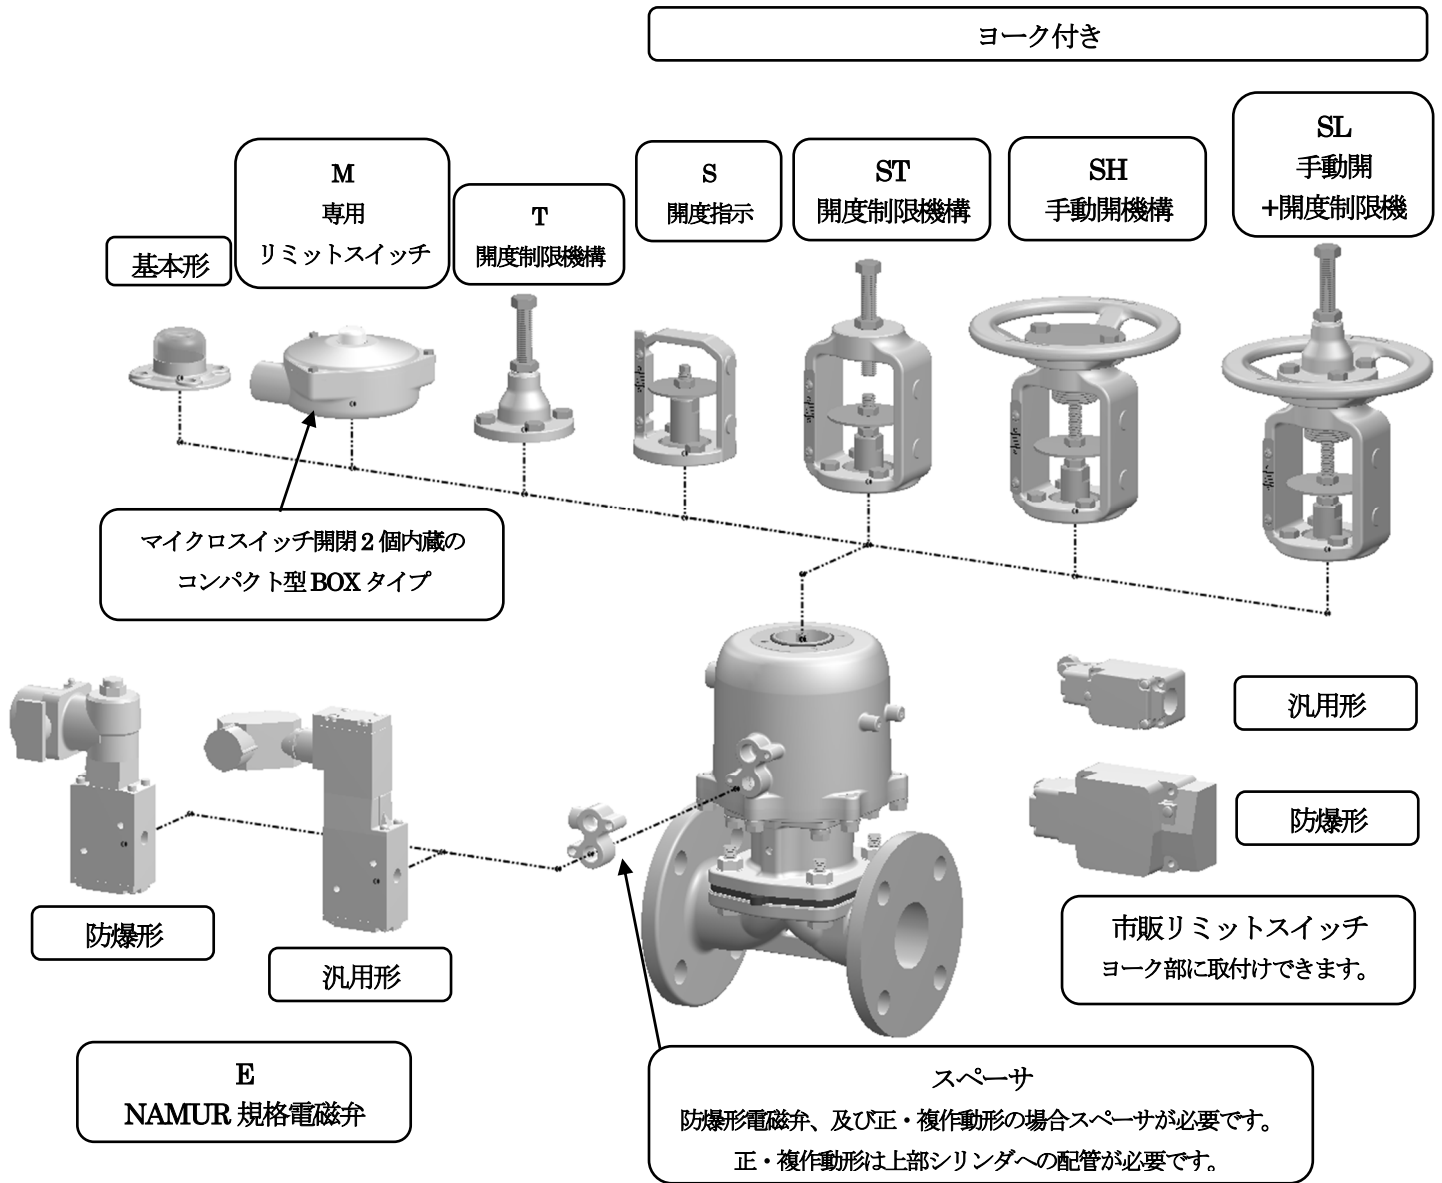 ヨーク付き
基本形
M
専用
リミットスイッチ
T
開度制限機構
S
開度指示
ST
開度制限機構
SH
手動開機構
SL
手動開
+開度制限機
マイクロスイッチ開閉2個内蔵の
コンパクト型BOXタイプ
防爆形
汎用形
E
NAMUR規格電磁弁
汎用形
防爆形
市販リミットスイッチ
ヨーク部に取付けできます。
スペーサ
防爆形電磁弁、及び正・複作動形の場合スペーサが必要です。
正・複作動形は上部シリンダへの配管が必要です。